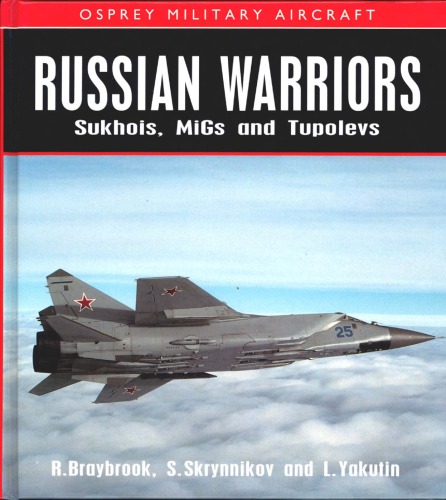 OSPREY MILITARY AIRCRAFT
RUSSIAN WARRIORS
Sukhois, MiGs and Tupolevs
25
R.Braybrook, S.Skrynnikov and L.Yakutin